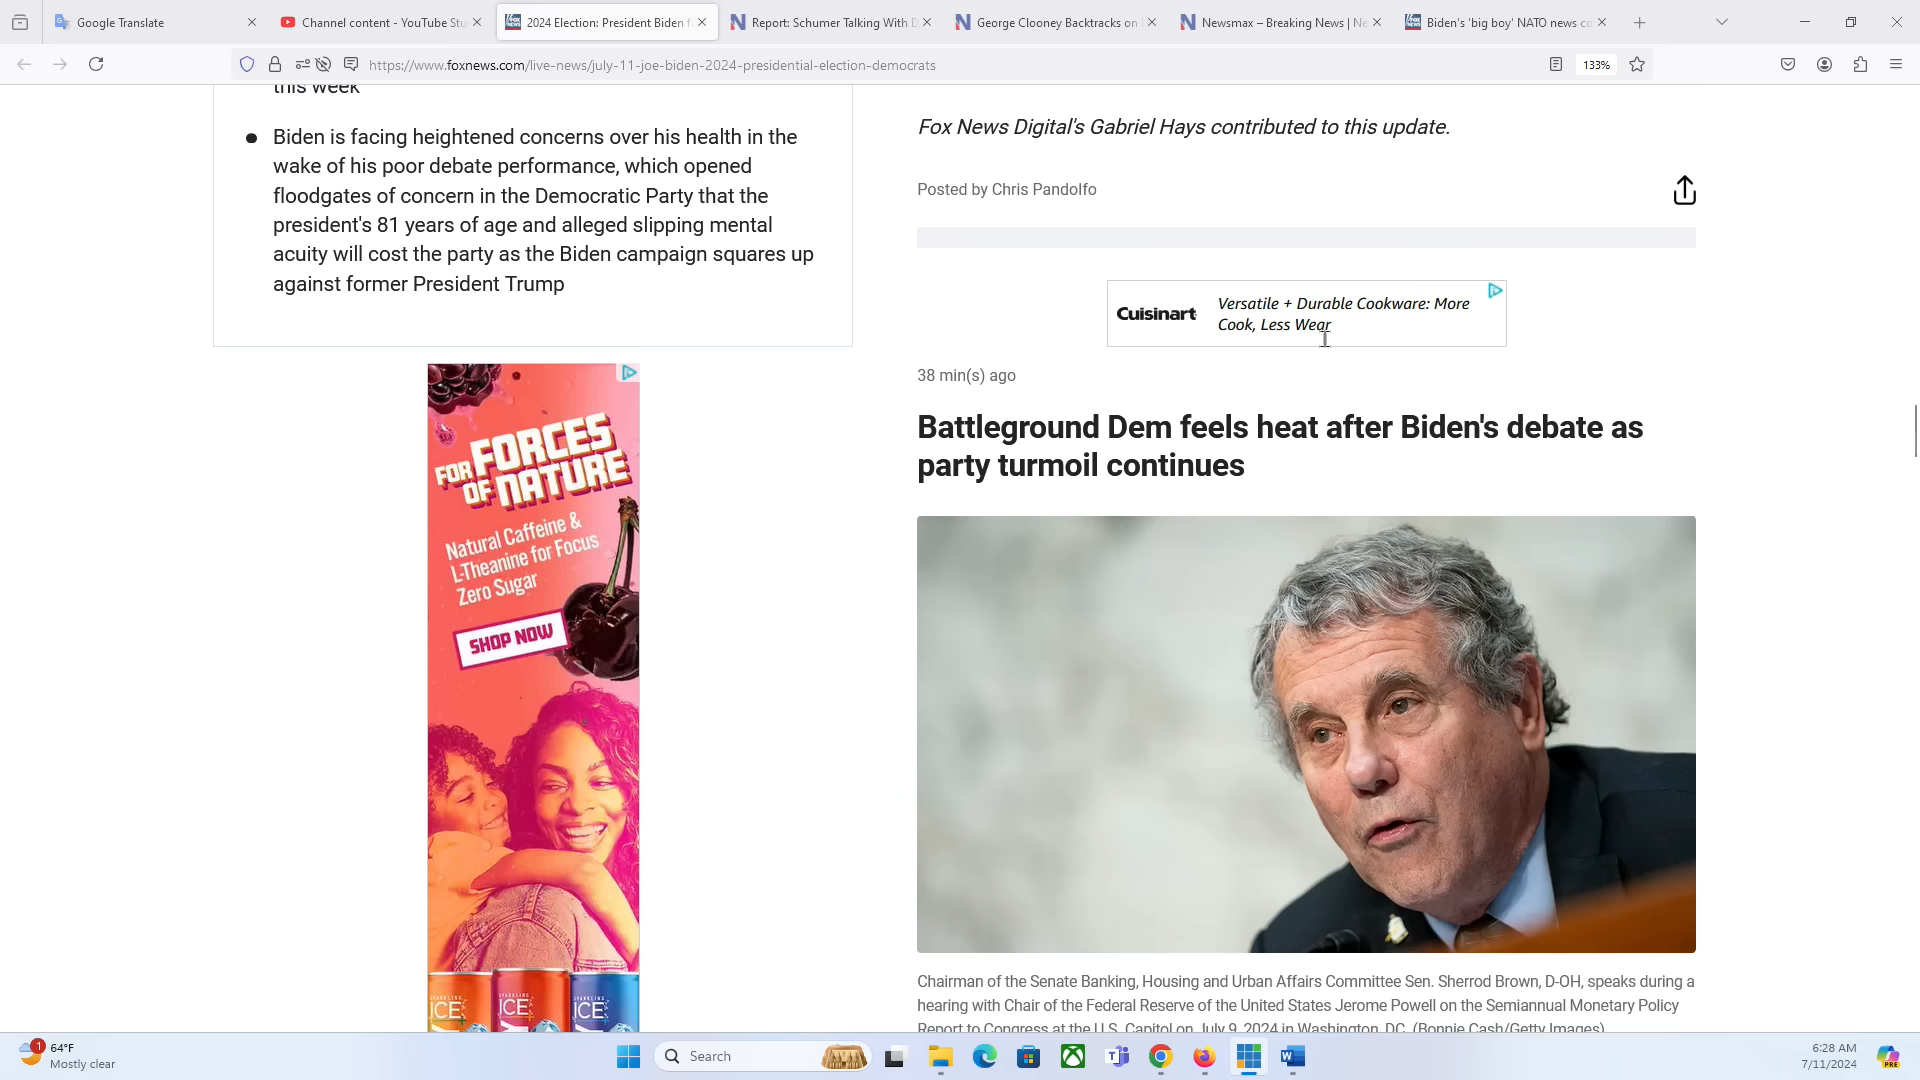 Google Translate
Channel content - YouTube Stu
2024 Election: President Biden f
Report: Schumer Talking With D
George Clooney Backtracks on
Newsmax – Breaking News | Ne
Biden's 'big boy' NATO news co
https://www.foxnews.com/live-news/july-11-joe-biden-2024-presidential-election-democrats
133%
this week
Biden is facing heightened concerns over his health in the
wake of his poor debate performance, which opened
floodgates of concern in the Democratic Party that the
president's 81 years of age and alleged slipping mental
acuity will cost the party as the Biden campaign squares up
against former President Trump
FOR FORCES
OF NATURE
Natural Caffeine &
L-Theanine for Focus
Zero Sugar
SHOP NOW
SPARKLING ICE
SPARKLING ICE
SPARKLING ICE
Fox News Digital's Gabriel Hays contributed to this update.
Posted by Chris Pandolfo
Cuisinart
Versatile + Durable Cookware: More
Cook, Less Wear
38 min(s) ago
Battleground Dem feels heat after Biden's debate as
party turmoil continues
Chairman of the Senate Banking, Housing and Urban Affairs Committee Sen. Sherrod Brown, D-OH, speaks during a
hearing with Chair of the Federal Reserve of the United States Jerome Powell on the Semiannual Monetary Policy
Report to Congress at the U.S. Capitol on July 9, 2024 in Washington, DC. (Bonnie Cash/Getty Images)
1
64°F
Mostly clear
Search
6:28 AM
7/11/2024
PRE